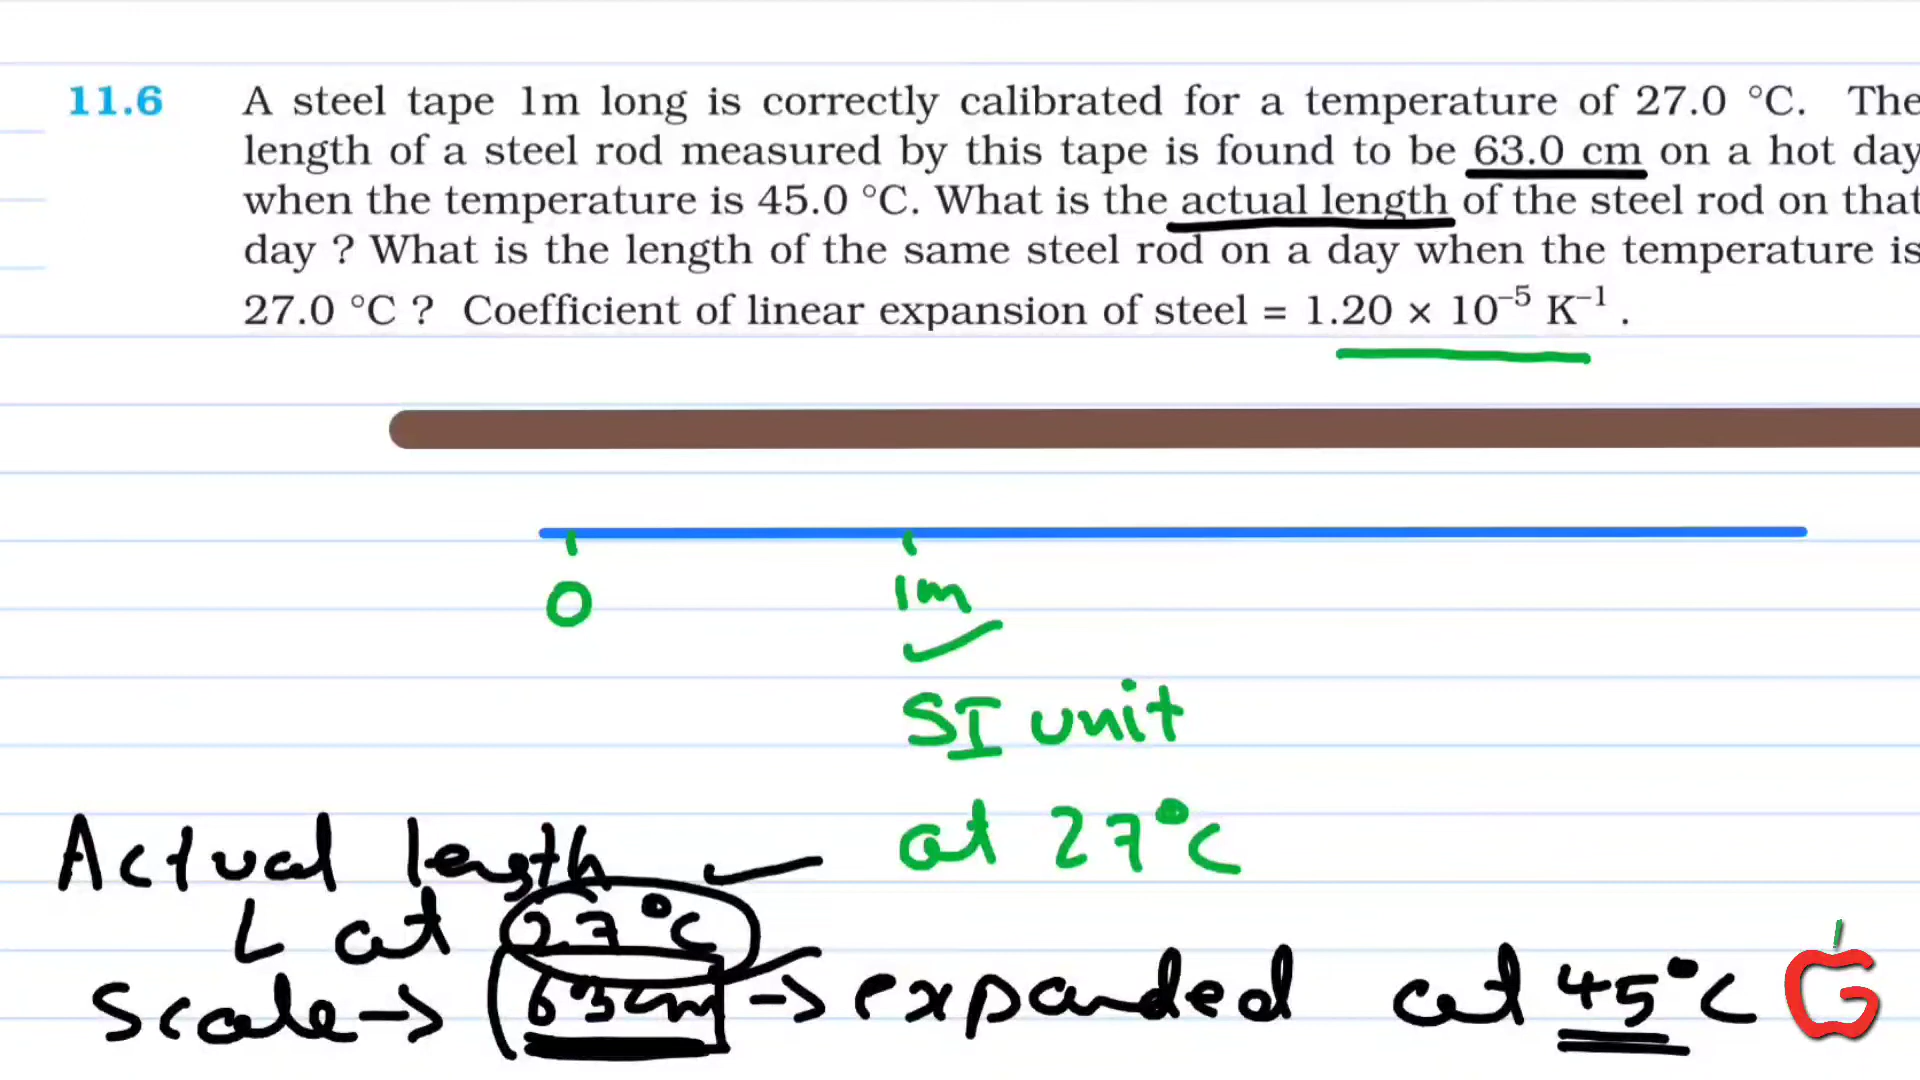 11.6 A steel tape 1m long is correctly calibrated for a temperature of 27.0 °C. The
length of a steel rod measured by this tape is found to be 63.0 cm on a hot day
when the temperature is 45.0 °C. What is the actual length of the steel rod on that
day ? What is the length of the same steel rod on a day when the temperature is
27.0 °C ? Coefficient of linear expansion of steel = 1.20 × 10⁻⁵ K⁻¹ .
0 1m
SI unit
at 27°C
Actual length
L at 27°C
Scale → 63cm → expanded at 45°C
G